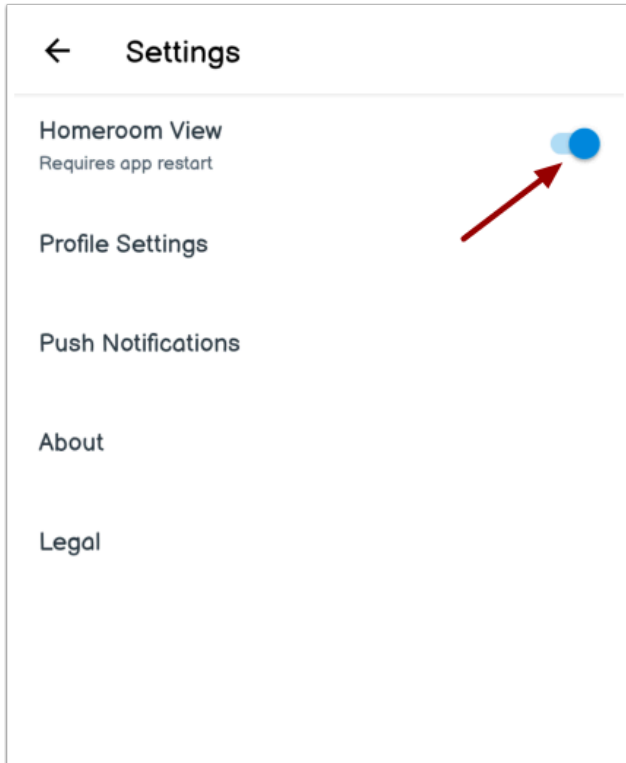 Settings
Homeroom View
Requires app restart
Profile Settings
Push Notifications
About
Legal